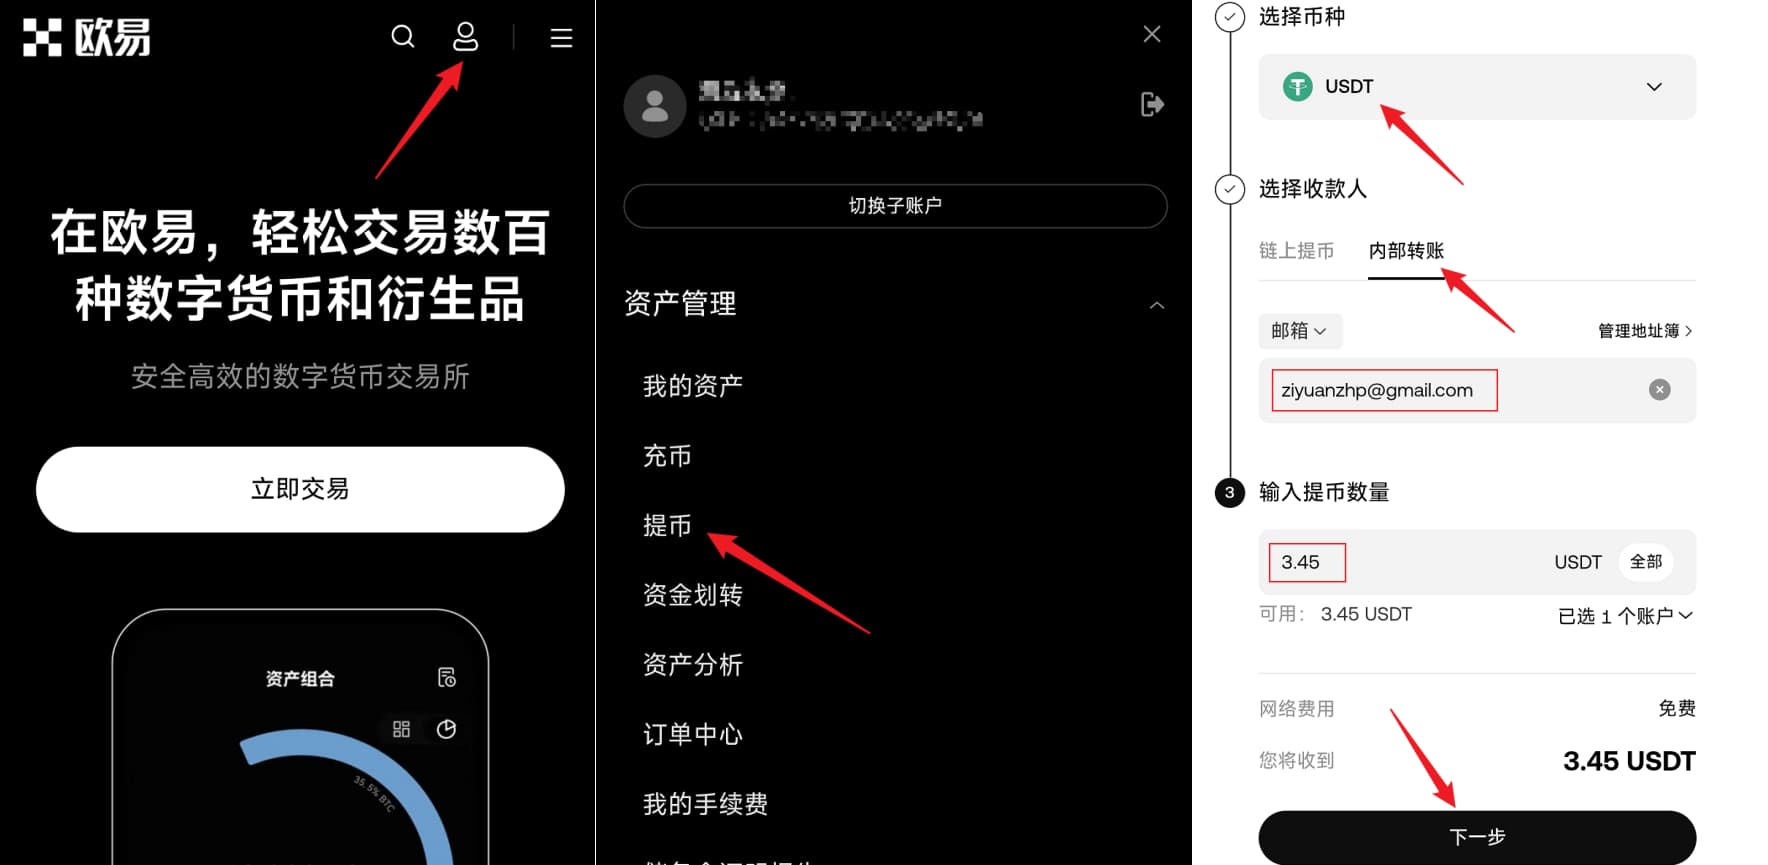 欧易
在欧易，轻松交易数百
种数字货币和衍生品
安全高效的数字货币交易所
立即交易
资产组合
35.5% BTC
切换子账户
资产管理
我的资产
充币
提币
资金划转
资产分析
订单中心
我的手续费
选择币种
USDT
选择收款人
链上提币 内部转账
邮箱 管理地址簿
ziyuanzhp@gmail.com
3 输入提币数量
3.45 USDT 全部
可用： 3.45 USDT 已选 1 个账户
网络费用 免费
您将收到 3.45 USDT
下一步